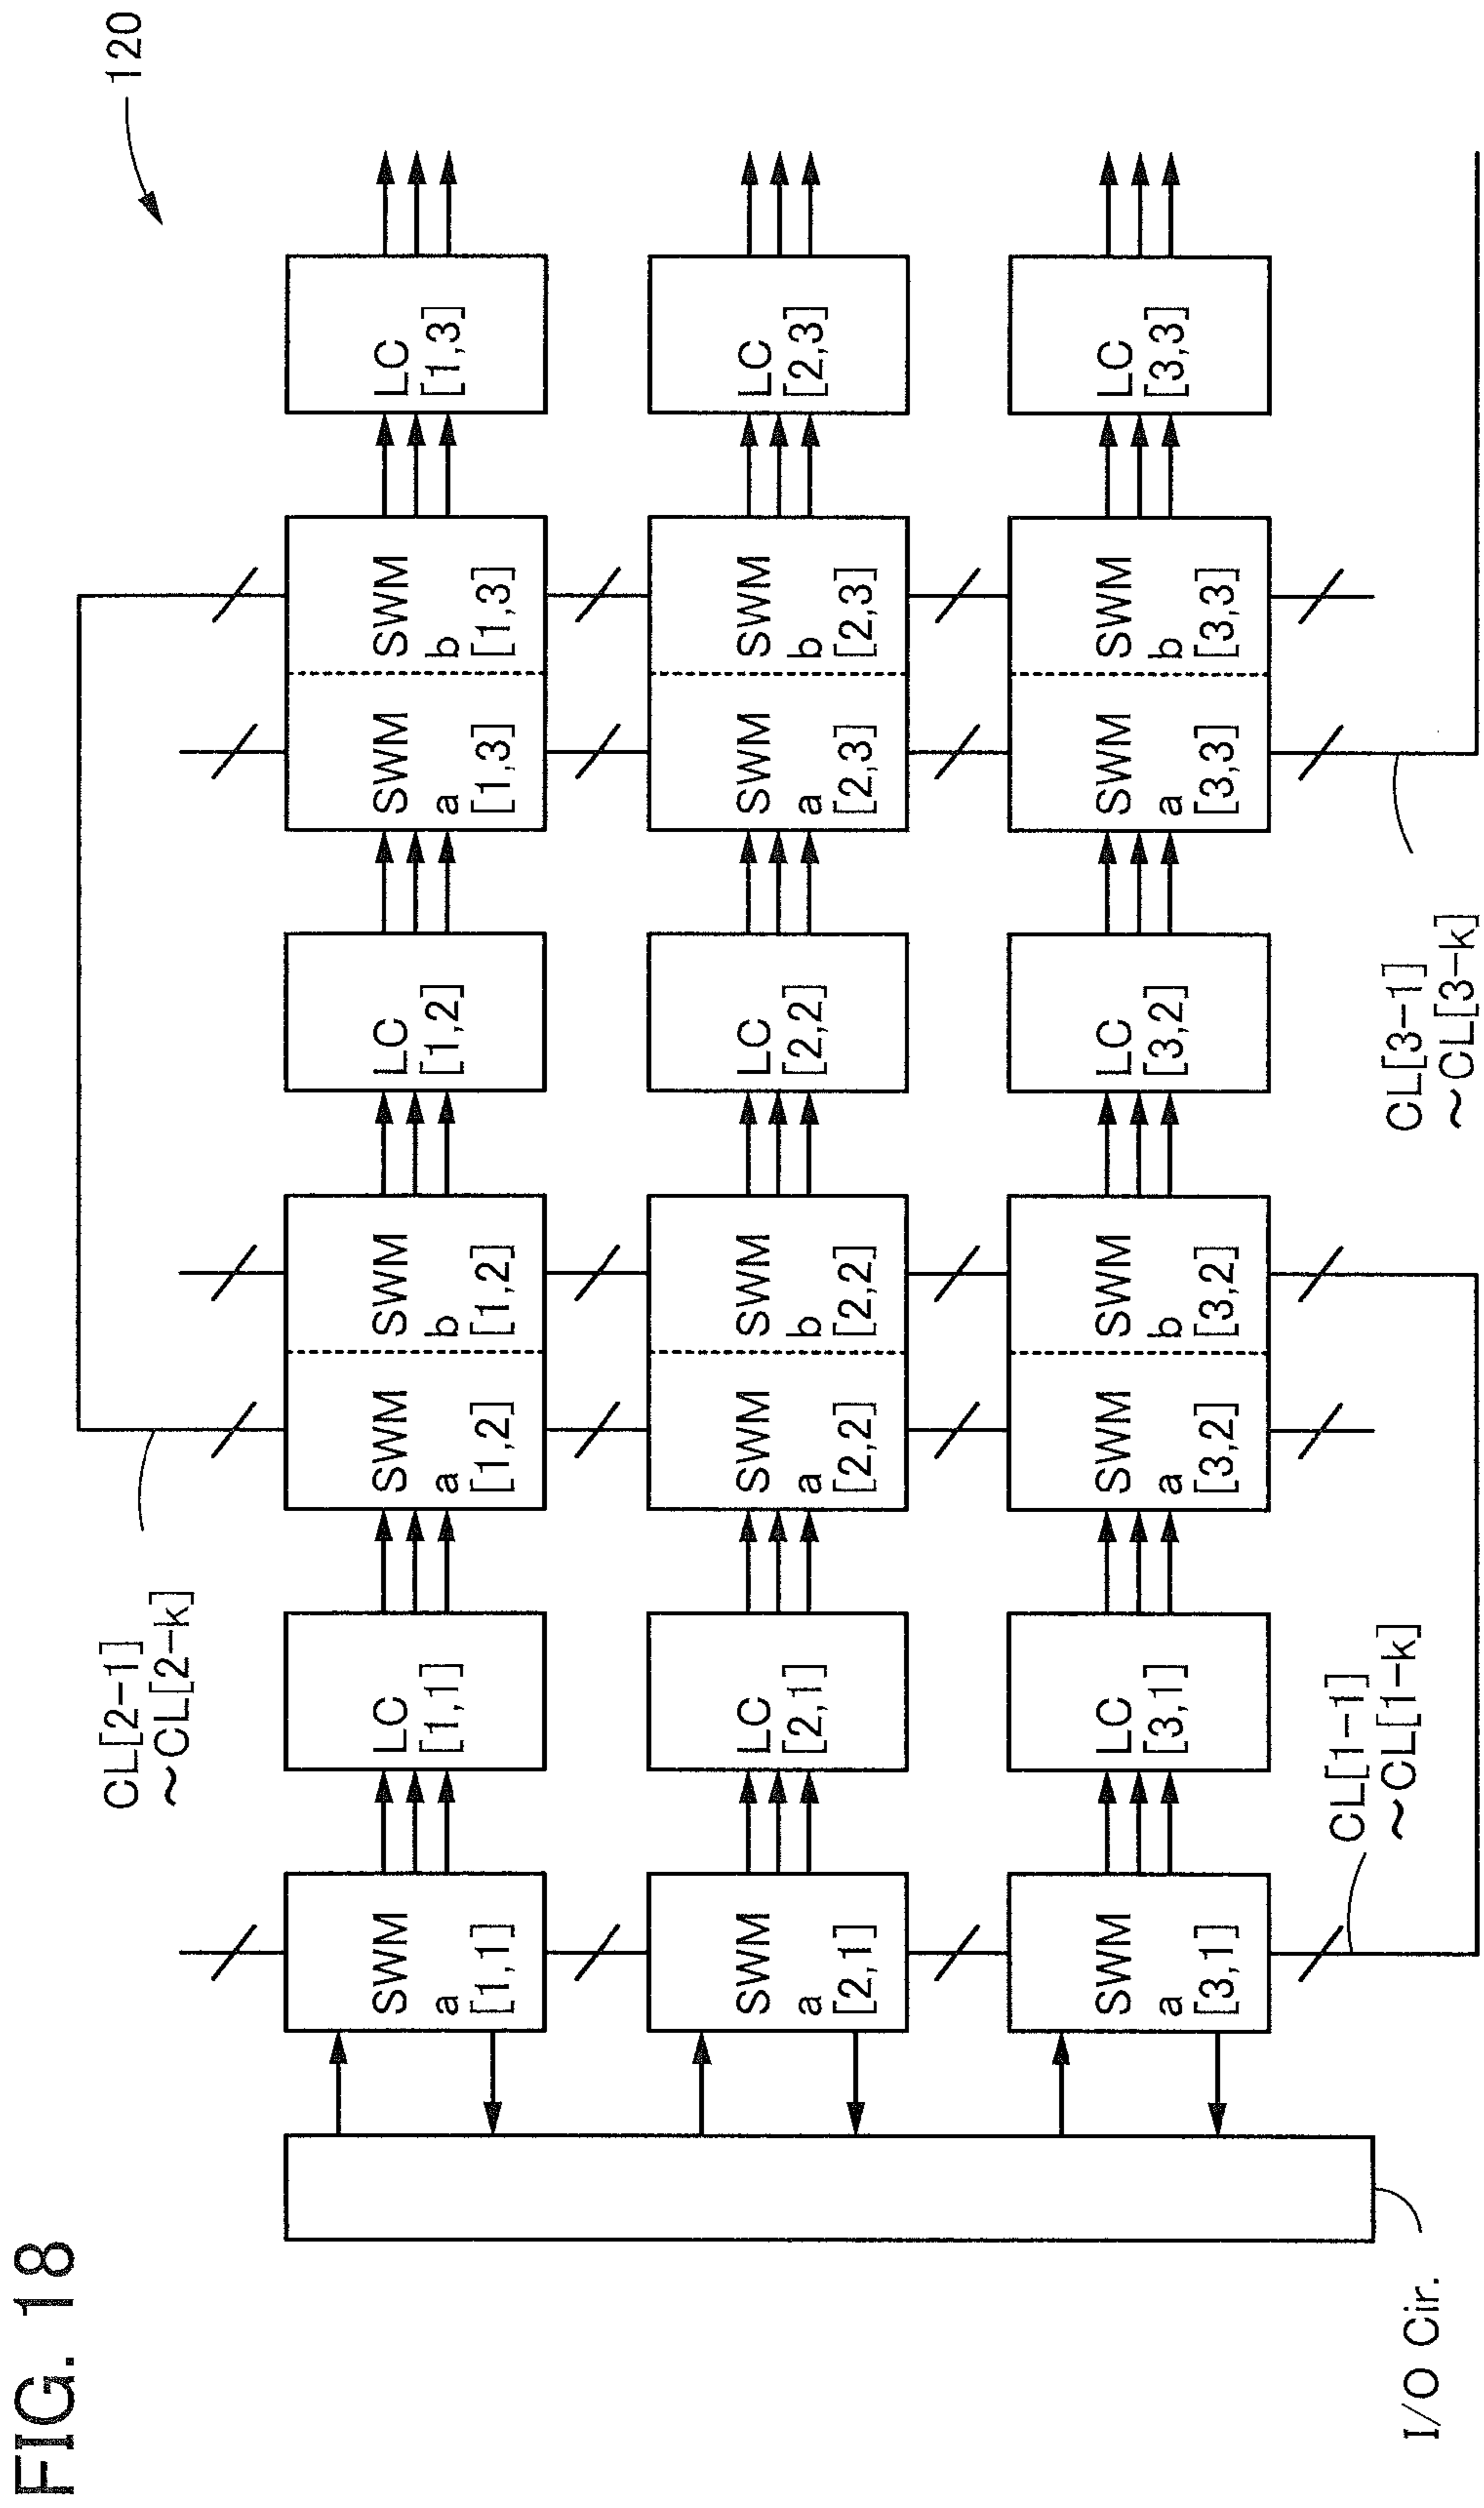 FIG. 18
120
CL[2-1]
~CL[2-k]
SWM
a
[1,1]
LC
[1,1]
SWM
a
[1,2]
SWM
b
[1,2]
LC
[1,2]
SWM
a
[1,3]
SWM
b
[1,3]
LC
[1,3]
SWM
a
[2,1]
LC
[2,1]
SWM
a
[2,2]
SWM
b
[2,2]
LC
[2,2]
SWM
a
[2,3]
SWM
b
[2,3]
LC
[2,3]
SWM
a
[3,1]
LC
[3,1]
SWM
a
[3,2]
SWM
b
[3,2]
LC
[3,2]
SWM
a
[3,3]
SWM
b
[3,3]
LC
[3,3]
I/O Cir.
CL[1-1]
~CL[1-k]
CL[3-1]
~CL[3-k]